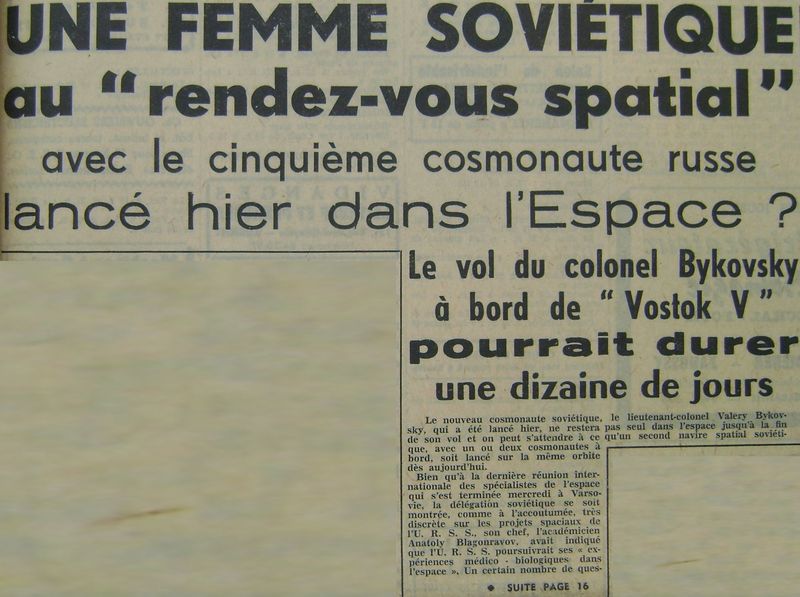 UNE FEMME SOVIÉTIQUE
au "rendez-vous spatial"
avec le cinquième cosmonaute russe
lancé hier dans l'Espace ?
Le vol du colonel Bykovsky
à bord de "Vostok V"
pourrait durer
une dizaine de jours
Le nouveau cosmonaute soviétique, le lieutenant-colonel Valery Bykov-
sky, qui a été lancé hier, ne restera pas seul dans l'espace jusqu'à la fin
de son vol et on peut s'attendre à ce qu'un second navire spatial soviéti-
que, avec un ou deux cosmonautes à
bord, soit lancé sur la même orbite
dès aujourd'hui.
Bien qu'à la dernière réunion inter-
nationale des spécialistes de l'espace
qui s'est terminée mercredi à Varso-
vie, la délégation soviétique se soit
montrée, comme à l'accoutumée, très
discrète sur les projets spaciaux de
l'U. R. S. S., son chef, l'académicien
Anatoly Blagonravov, avait indiqué
que l'U. R. S. S. poursuivrait ses « ex-
périences médico - biologiques dans
l'espace ». Un certain nombre de ques-
● SUITE PAGE 16